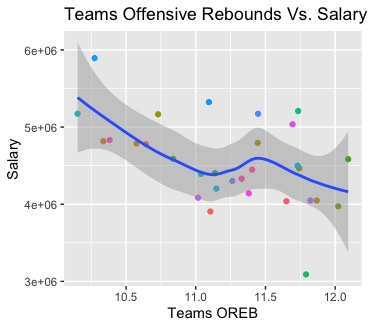 Teams Offensive Rebounds Vs. Salary
6e+06
5e+06
4e+06
3e+06
Salary
10.5 11.0 11.5 12.0
Teams OREB